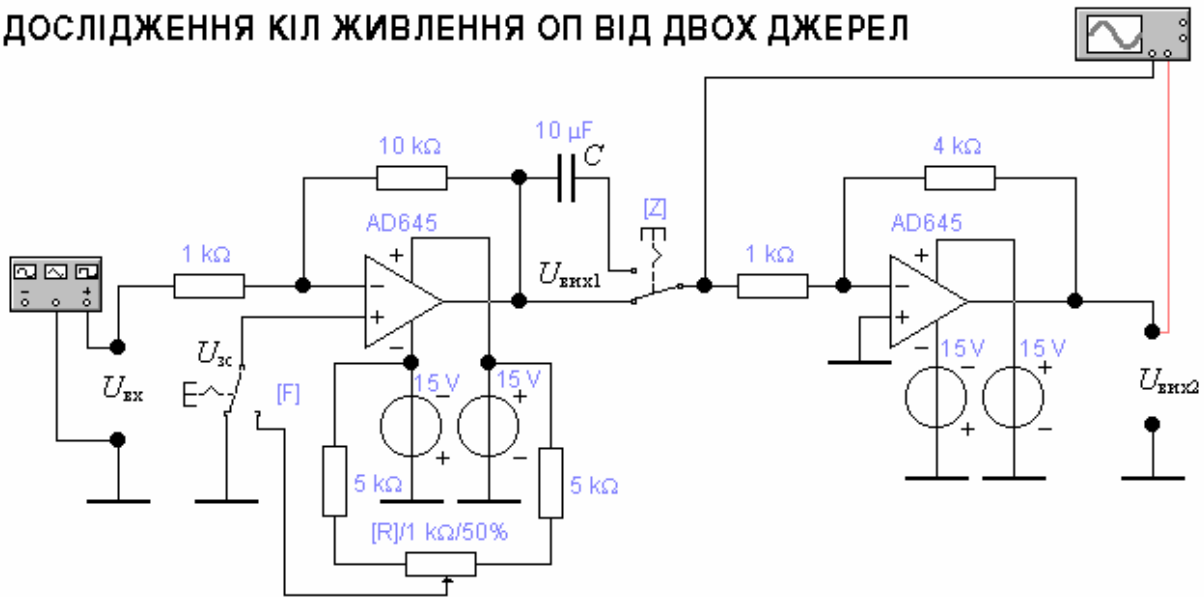 ДОСЛІДЖЕННЯ КІЛ ЖИВЛЕННЯ ОП ВІД ДВОХ ДЖЕРЕЛ
10 µF
C
10 kΩ
4 kΩ
[Z]
AD645
AD645
1 kΩ
+
Uвих1
1 kΩ
+
−
−
− +
+
+
Uзс
−
−
Uвх
[F]
15 V
−
15 V
+
15 V
−
15 V
+
Uвих2
+
−
+
−
5 kΩ
5 kΩ
[R]/1 kΩ/50%